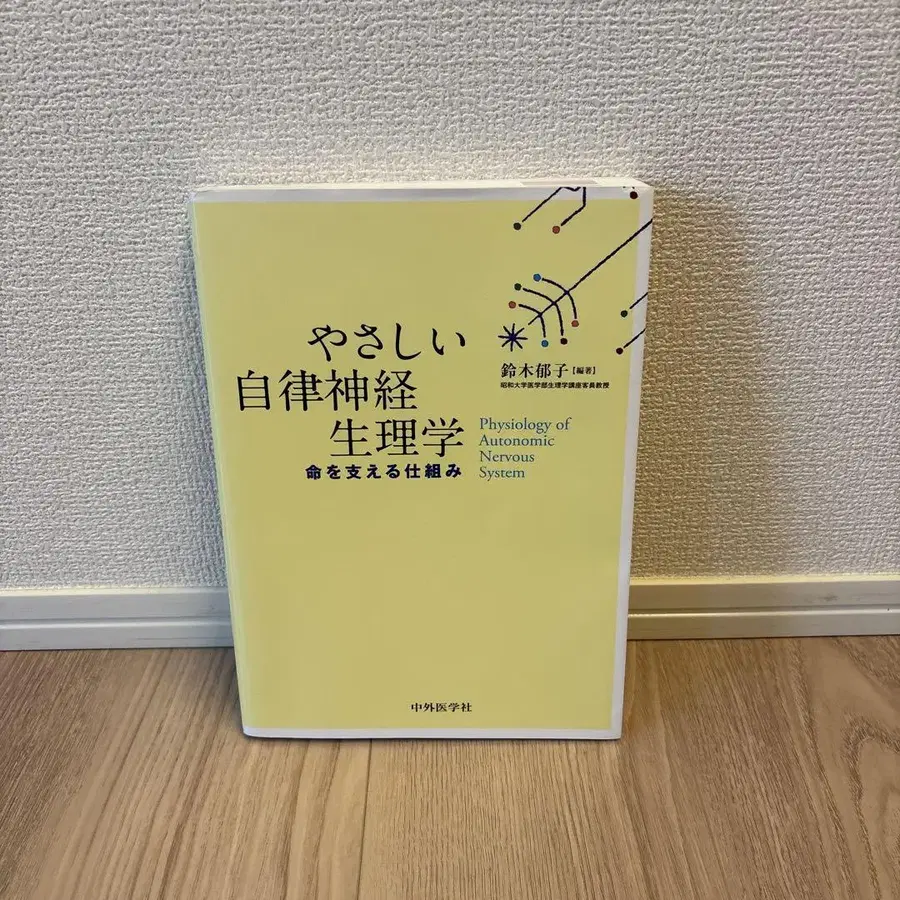 やさしい
自律神経
生理学
命を支える仕組み
鈴木郁子【編著】
昭和大学医学部生理学講座客員教授
Physiology of
Autonomic
Nervous
System
中外医学社